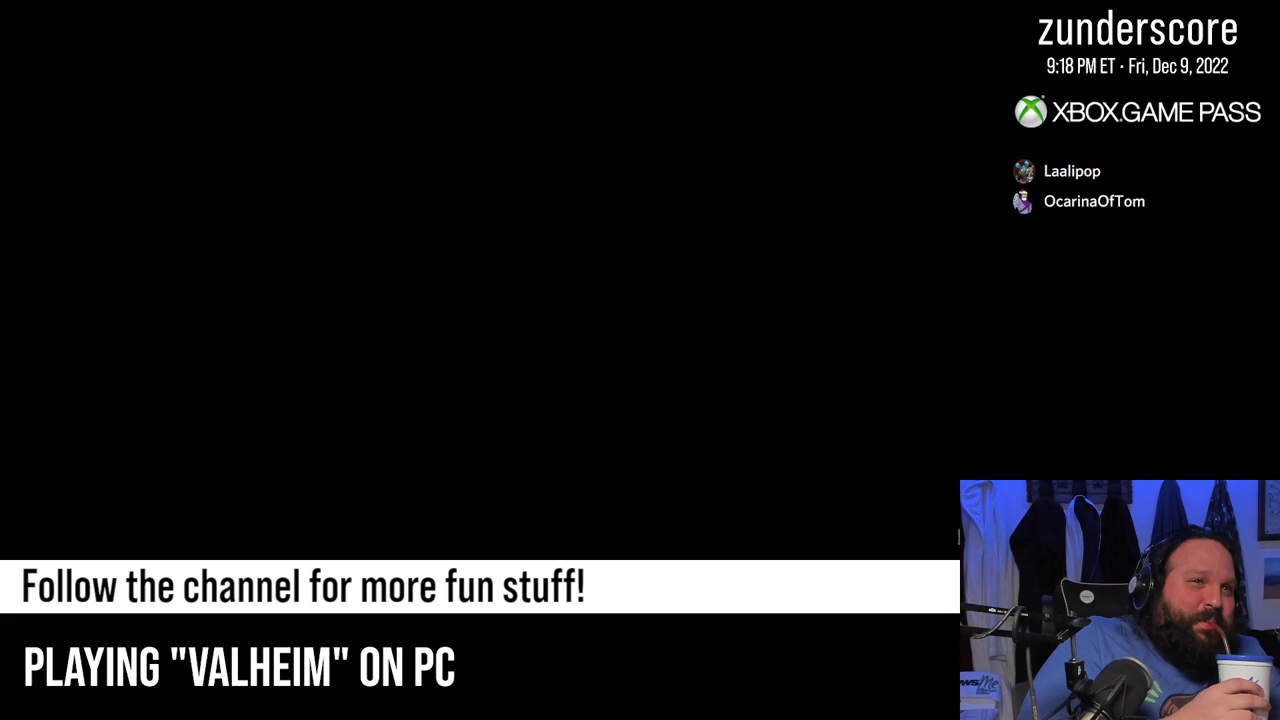 zunderscore
9:18 PM ET · Fri, Dec 9, 2022
XBOX GAME PASS
Laalipop
OcarinaOfTom
Follow the channel for more fun stuff!
PLAYING "VALHEIM" ON PC